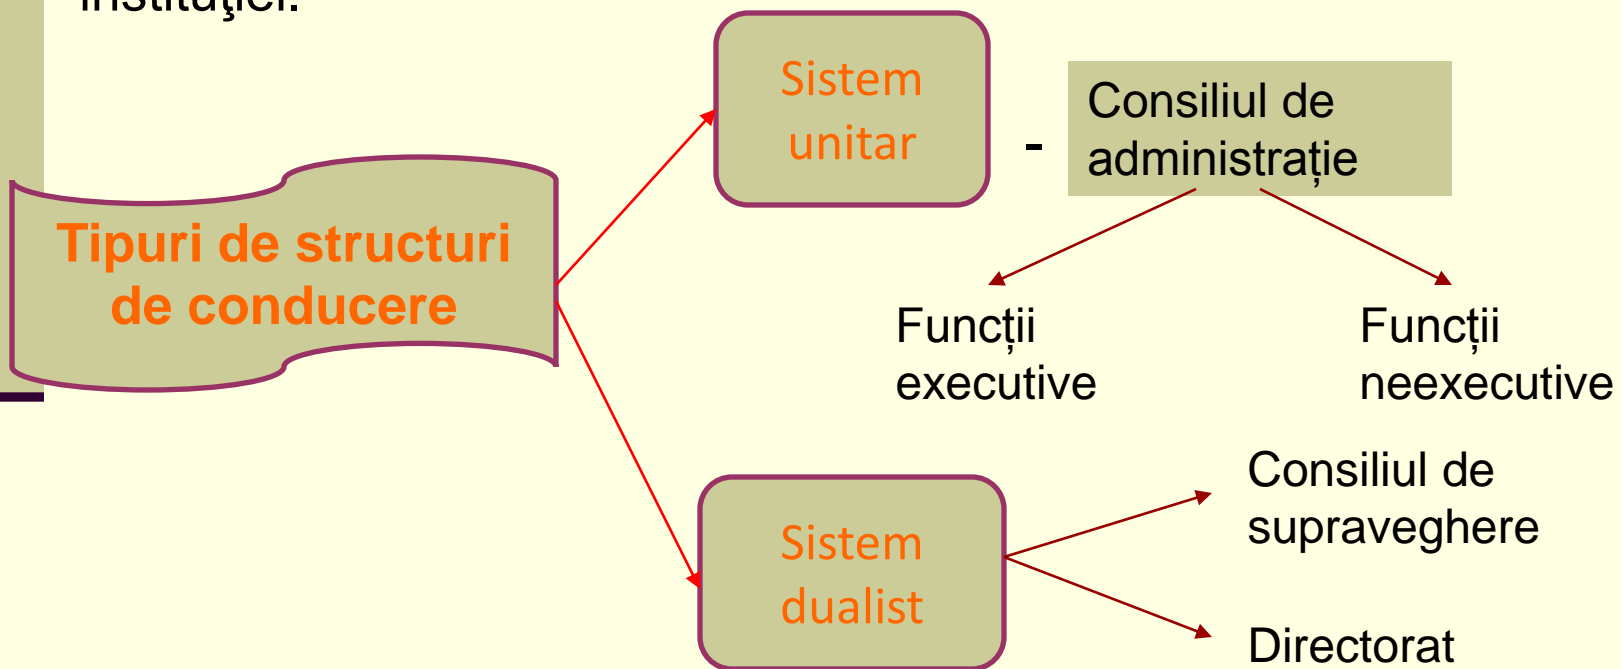 instituţiei.
Sistem
unitar
-
Consiliul de
administrație
Tipuri de structuri
de conducere
Funcții
executive
Funcții
neexecutive
Sistem
dualist
Consiliul de
supraveghere
Directorat